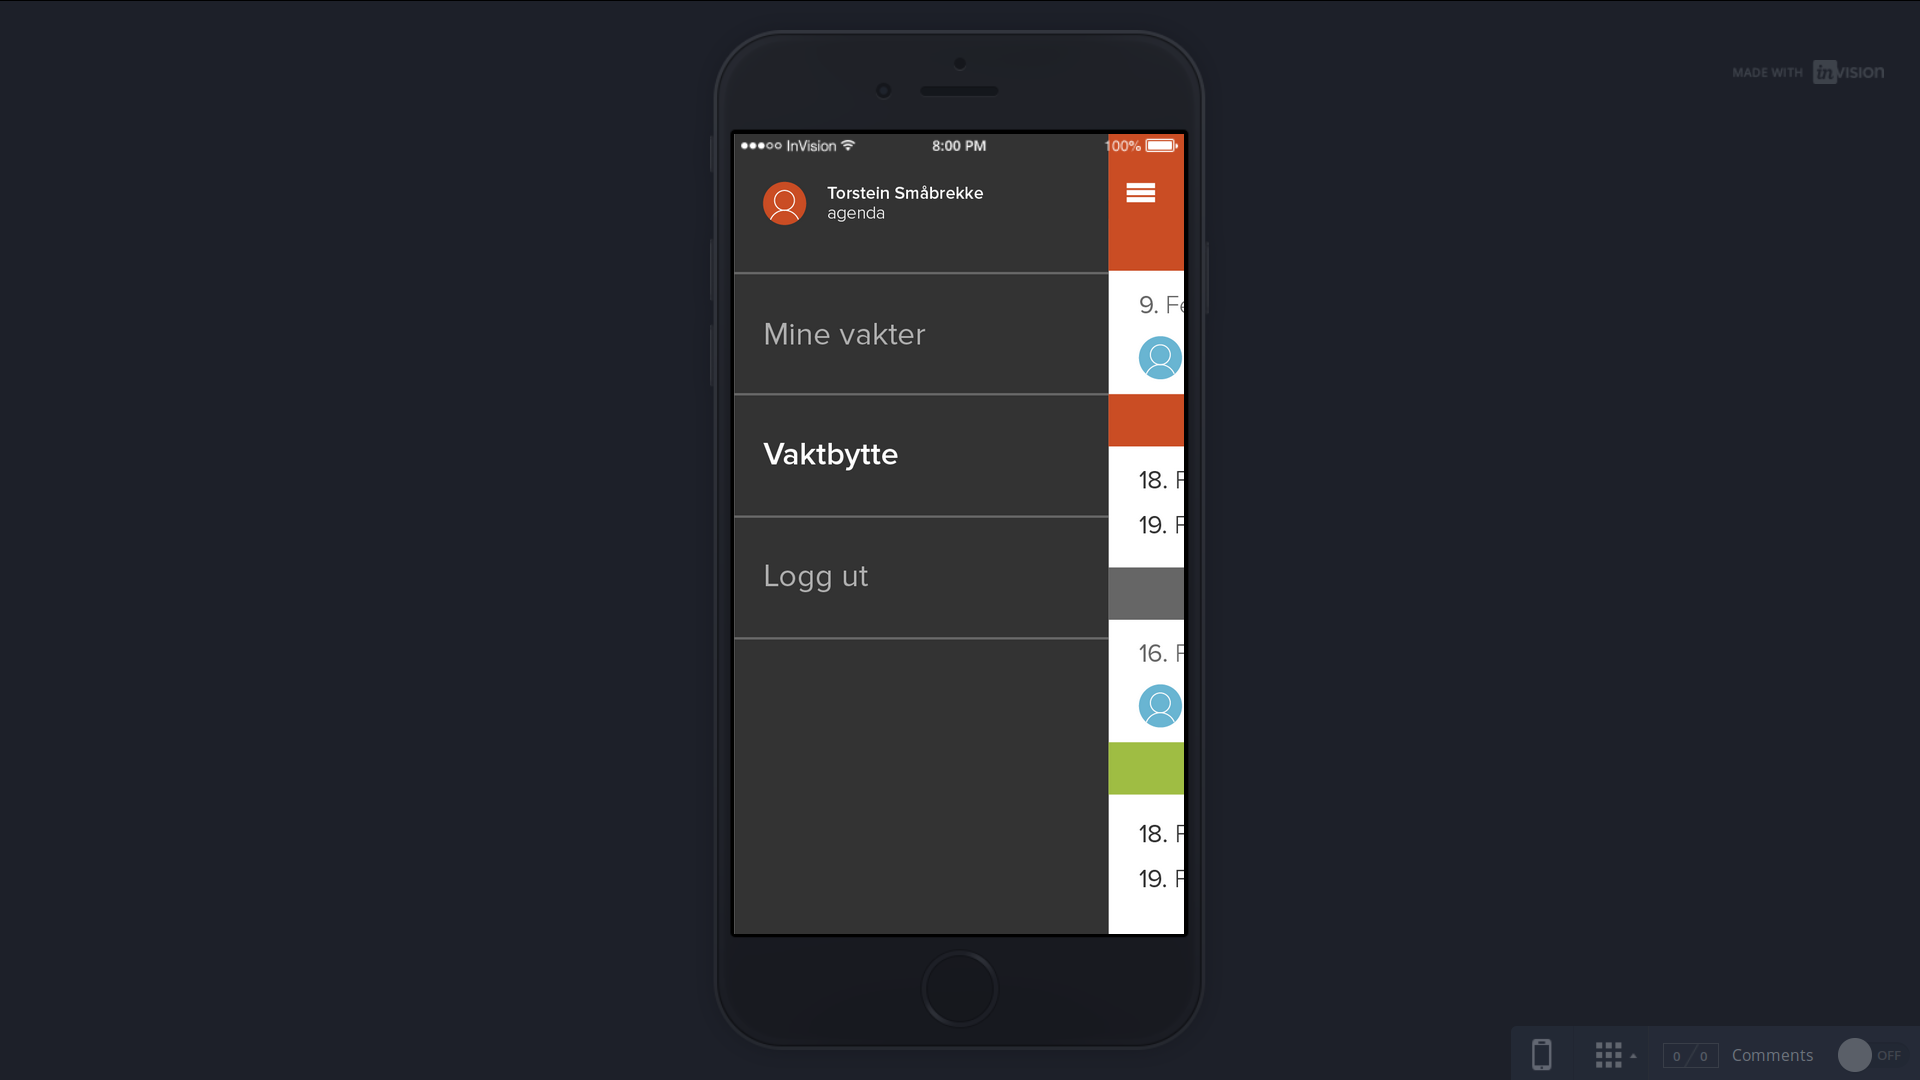 MADE WITH inVISION
InVision 8:00 PM 100%
Torstein Småbrekke
agenda
Mine vakter
Vaktbytte
Logg ut
9. Fe
18. F
19. F
16. F
18. F
19. F
0 / 0 Comments OFF